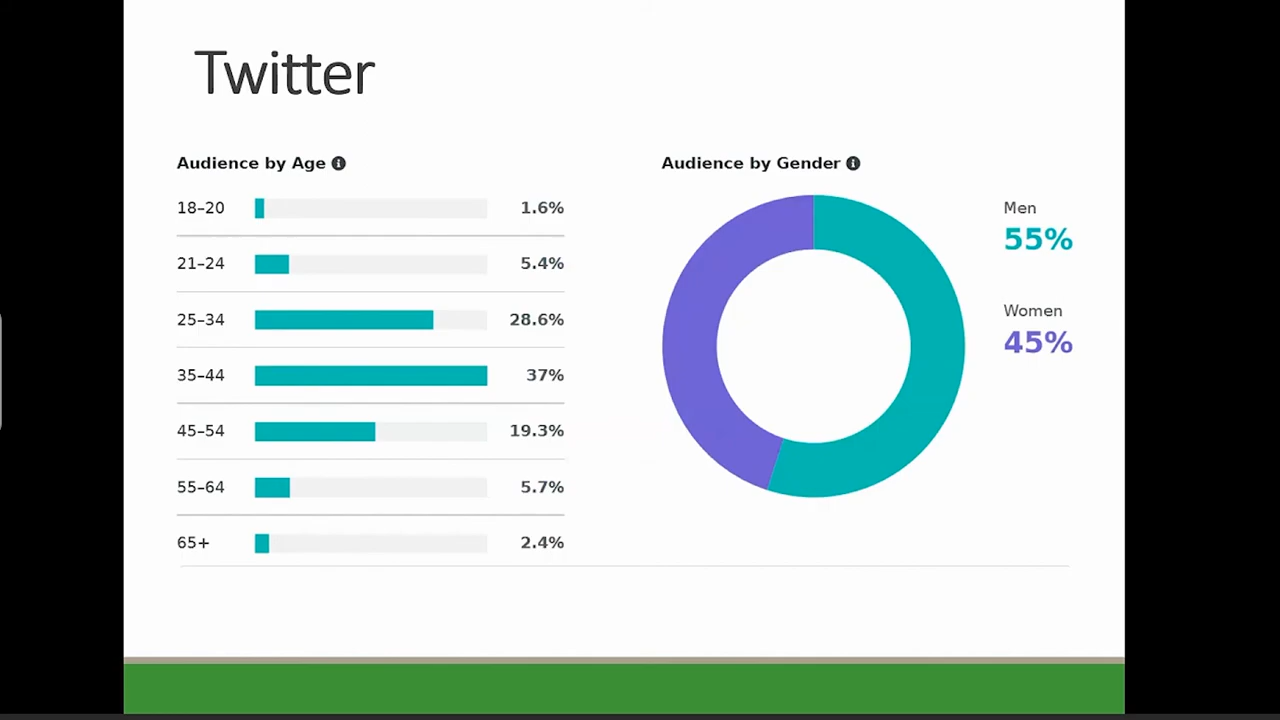 Twitter
Audience by Age
18–20 1.6%
21–24 5.4%
25–34 28.6%
35–44 37%
45–54 19.3%
55–64 5.7%
65+ 2.4%
Audience by Gender
Men
55%
Women
45%